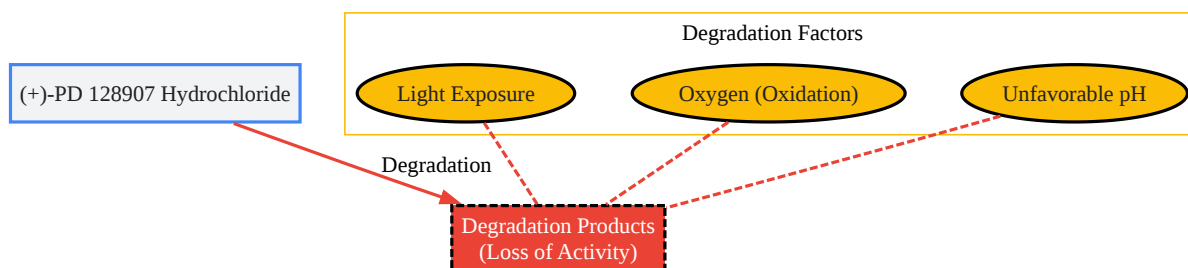 Degradation Factors
(+)-PD 128907 Hydrochloride
Light Exposure
Oxygen (Oxidation)
Unfavorable pH
Degradation
Degradation Products
(Loss of Activity)